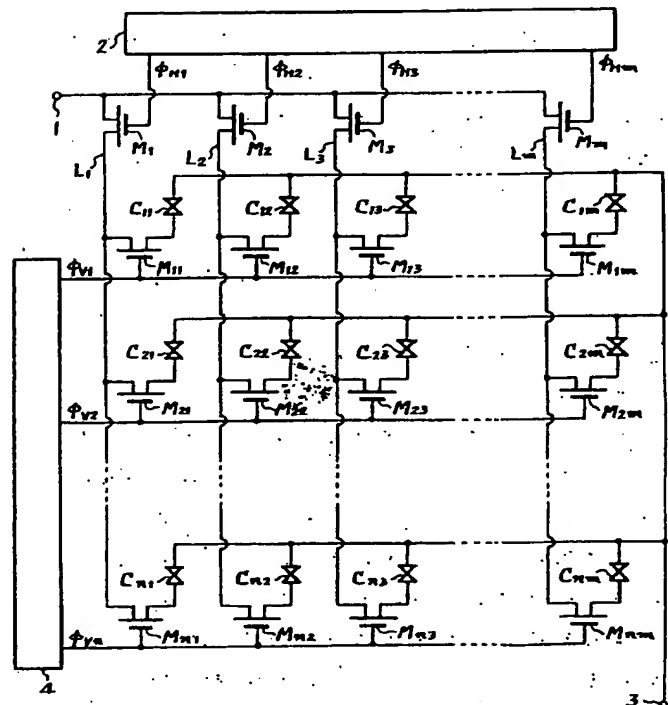 2
ΦH1 ΦH2 ΦH3 ΦHm
1
M1 M2 M3 Mm
L1 L2 L3 Lm
C11 C12 C13 C1m
ΦV1
M11 M12 M13 M1m
C21 C22 C23 C2m
ΦV2
M21 M22 M23 M2m
Cn1 Cn2 Cn3 Cnm
ΦVn
Mn1 Mn2 Mn3 Mnm
4
3